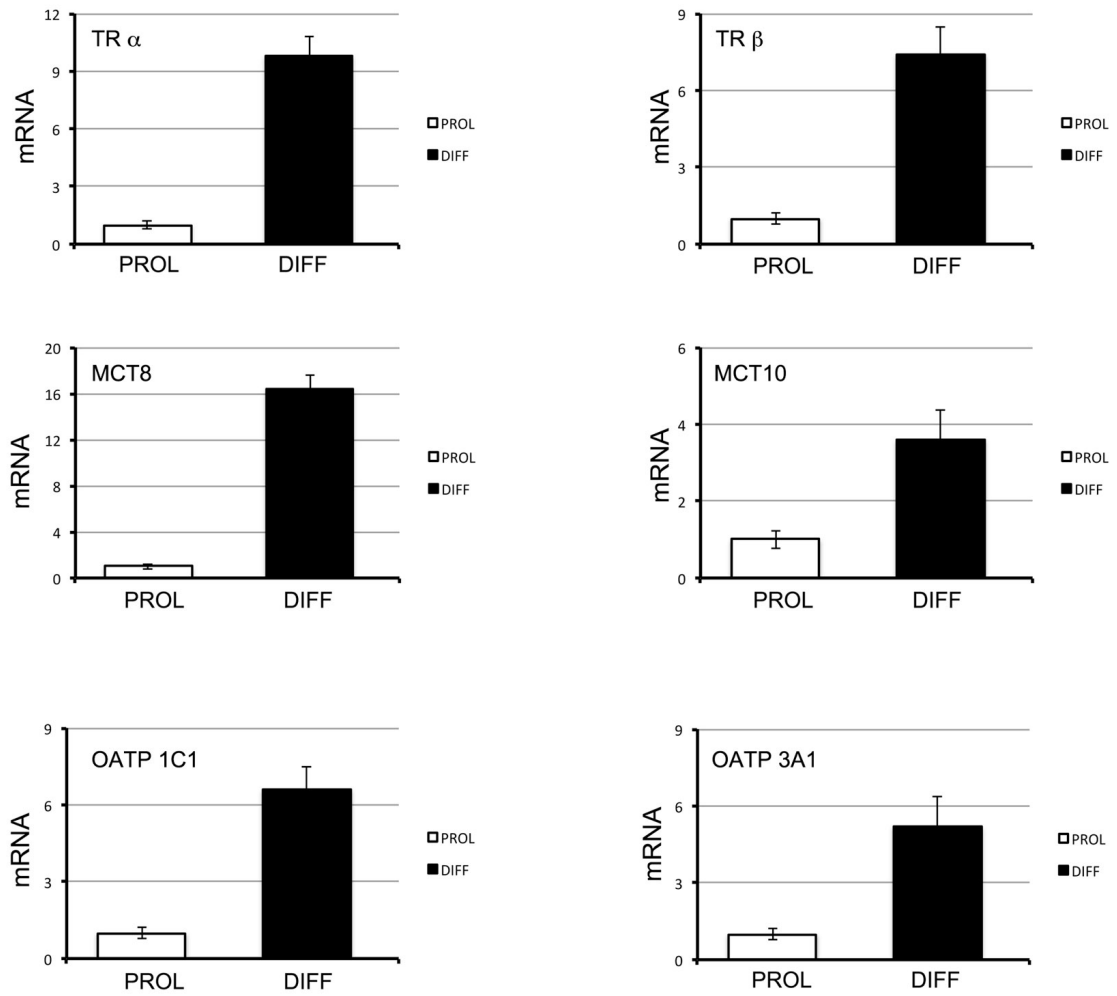 TR α
mRNA
12
9
6
3
0
PROL
DIFF
PROL
DIFF
TR β
mRNA
9
6
3
0
PROL
DIFF
PROL
DIFF
MCT8
mRNA
20
16
12
8
4
0
PROL
DIFF
PROL
DIFF
MCT10
mRNA
6
4
2
0
PROL
DIFF
PROL
DIFF
OATP 1C1
mRNA
9
6
3
0
PROL
DIFF
PROL
DIFF
OATP 3A1
mRNA
9
6
3
0
PROL
DIFF
PROL
DIFF